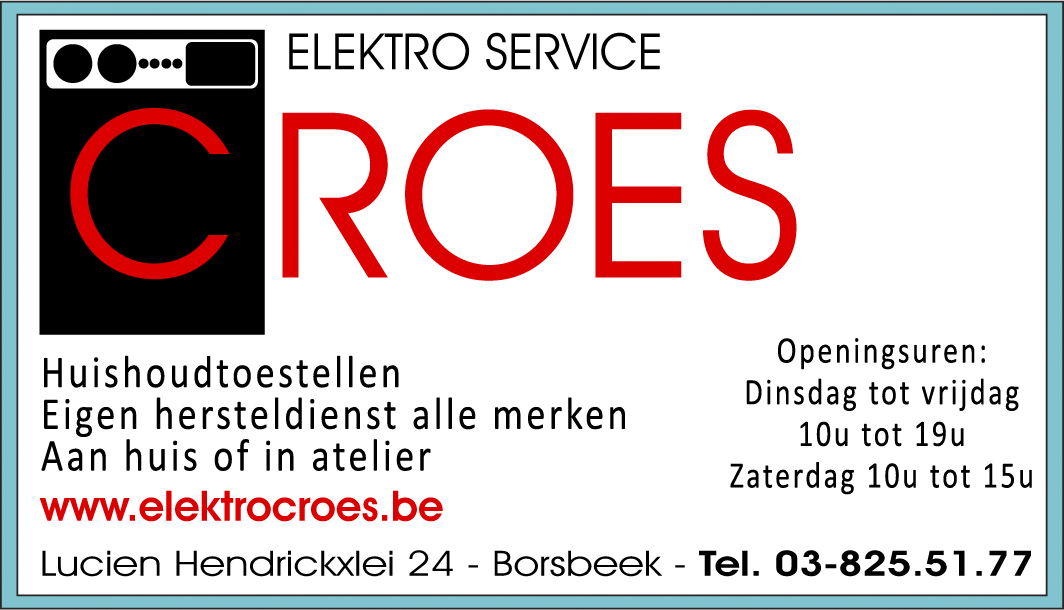 ELEKTRO SERVICE
CROES
Huishoudtoestellen
Eigen hersteldienst alle merken
Aan huis of in atelier
www.elektrocroes.be
Openingsuren:
Dinsdag tot vrijdag
10u tot 19u
Zaterdag 10u tot 15u
Lucien Hendrickxlei 24 - Borsbeek - Tel. 03-825.51.77